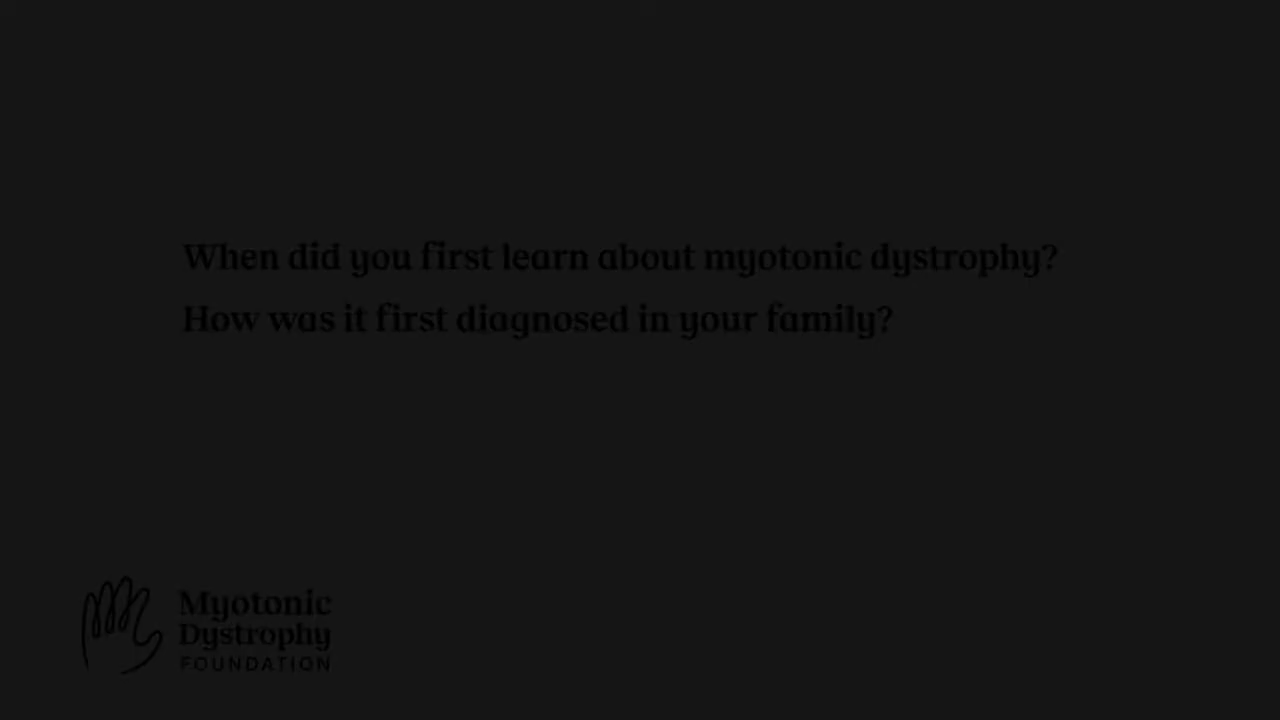 When did you first learn about myotonic dystrophy?
How was it first diagnosed in your family?
Myotonic
Dystrophy
FOUNDATION